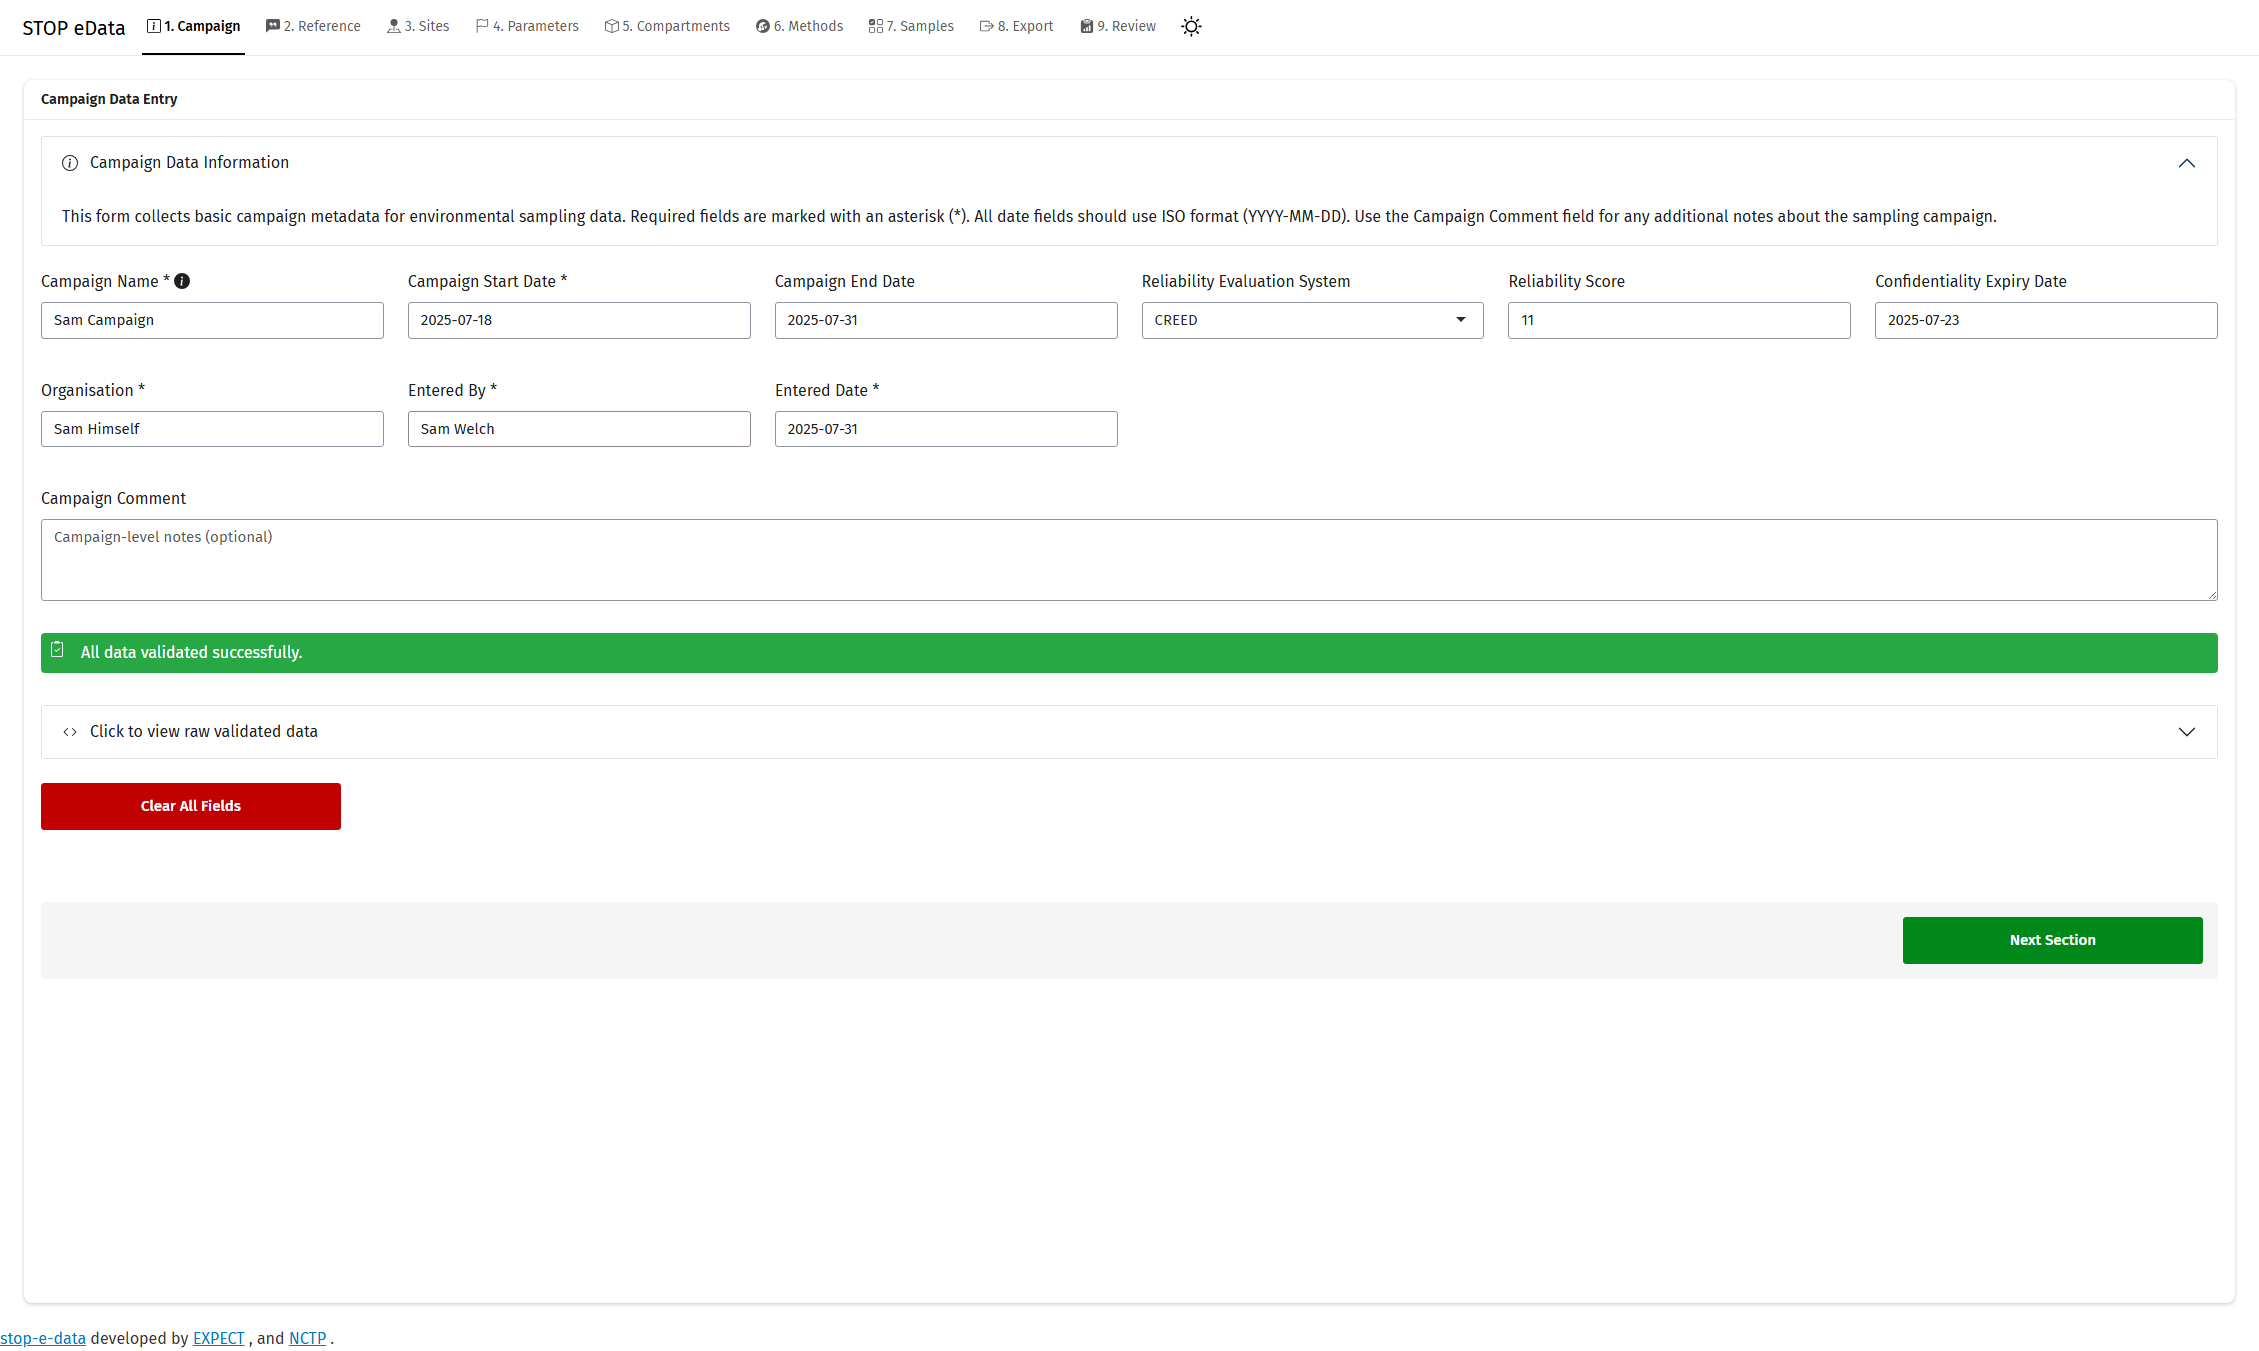 STOP eData 1. Campaign 2. Reference 3. Sites 4. Parameters 5. Compartments 6. Methods 7. Samples 8. Export 9. Review
Campaign Data Entry
Campaign Data Information
This form collects basic campaign metadata for environmental sampling data. Required fields are marked with an asterisk (*). All date fields should use ISO format (YYYY-MM-DD). Use the Campaign Comment field for any additional notes about the sampling campaign.
Campaign Name * Campaign Start Date * Campaign End Date Reliability Evaluation System Reliability Score Confidentiality Expiry Date
Sam Campaign 2025-07-18 2025-07-31 CREED 11 2025-07-23
Organisation * Entered By * Entered Date *
Sam Himself Sam Welch 2025-07-31
Campaign Comment
Campaign-level notes (optional)
All data validated successfully.
Click to view raw validated data
Clear All Fields
Next Section
stop-e-data developed by EXPECT , and NCTP .